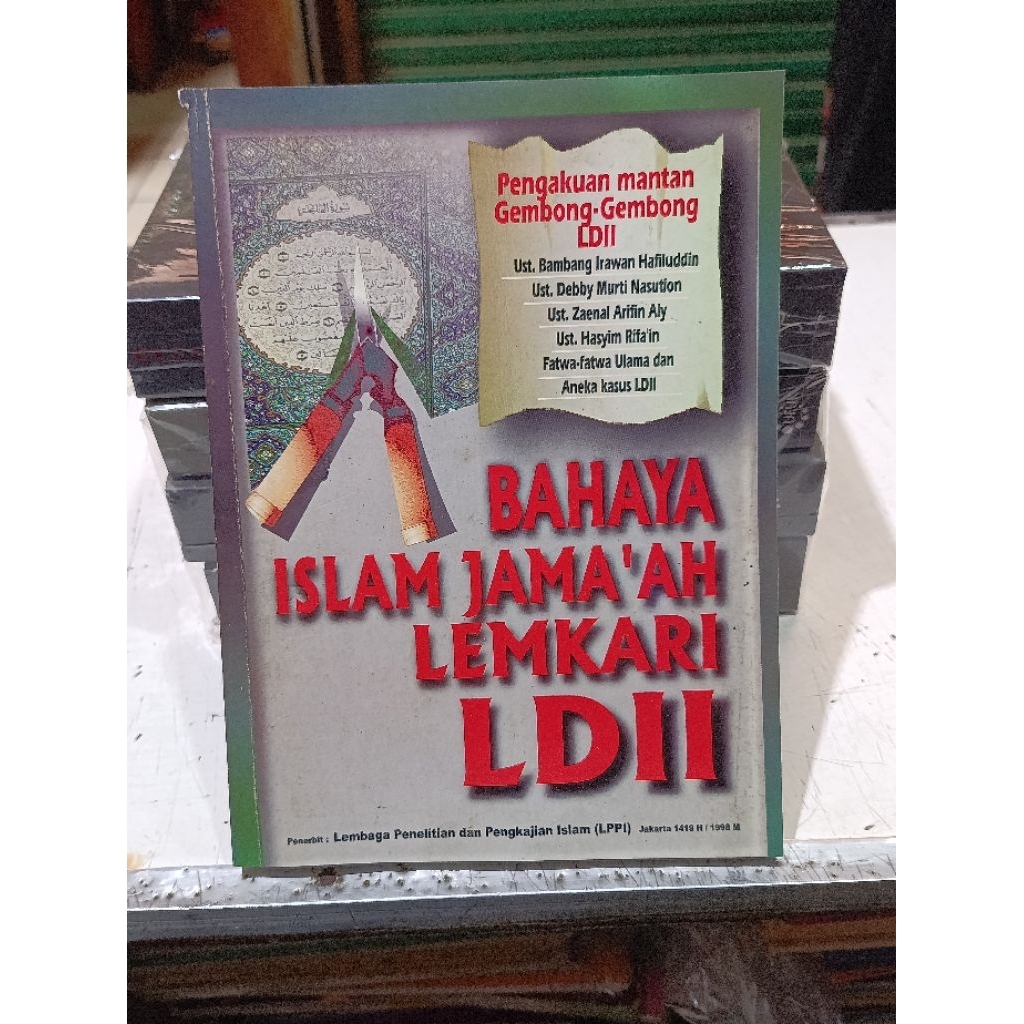 Pengakuan mantan
Gembong-Gembong
LDII
Ust. Bambang Irawan Hafiluddin
Ust. Debby Murti Nasution
Ust. Zaenal Arifin Aly
Ust. Hasyim Rifa'in
Fatwa-fatwa Ulama dan
Aneka kasus LDII
BAHAYA
ISLAM JAMA'AH
LEMKARI
LDII
Penerbit : Lembaga Penelitian dan Pengkajian Islam (LPPI) Jakarta 1419 H / 1998 M